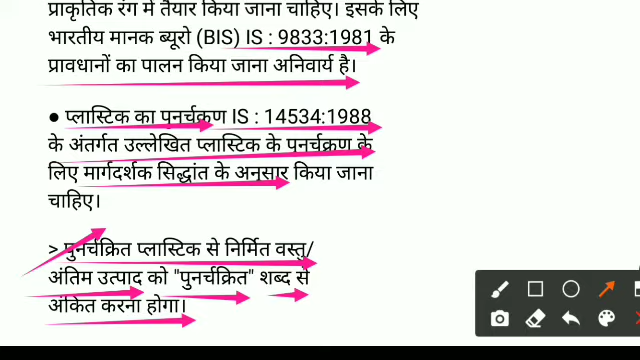 प्राकृतिक रंग में तैयार किया जाना चाहिए। इसके लिए
भारतीय मानक ब्यूरो (BIS) IS : 9833:1981 के
प्रावधानों का पालन किया जाना अनिवार्य है।
● प्लास्टिक का पुनर्चक्रण IS : 14534:1988
के अंतर्गत उल्लेखित प्लास्टिक के पुनर्चक्रण के
लिए मार्गदर्शक सिद्धांत के अनुसार किया जाना
चाहिए।
> पुनर्चक्रित प्लास्टिक से निर्मित वस्तु/
अंतिम उत्पाद को "पुनर्चक्रित" शब्द से
अंकित करना होगा।